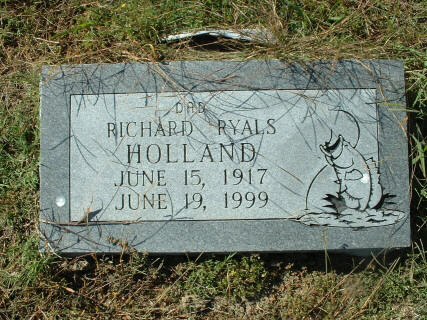 DAD
RICHARD RYALS
HOLLAND
JUNE 15, 1917
JUNE 19, 1999